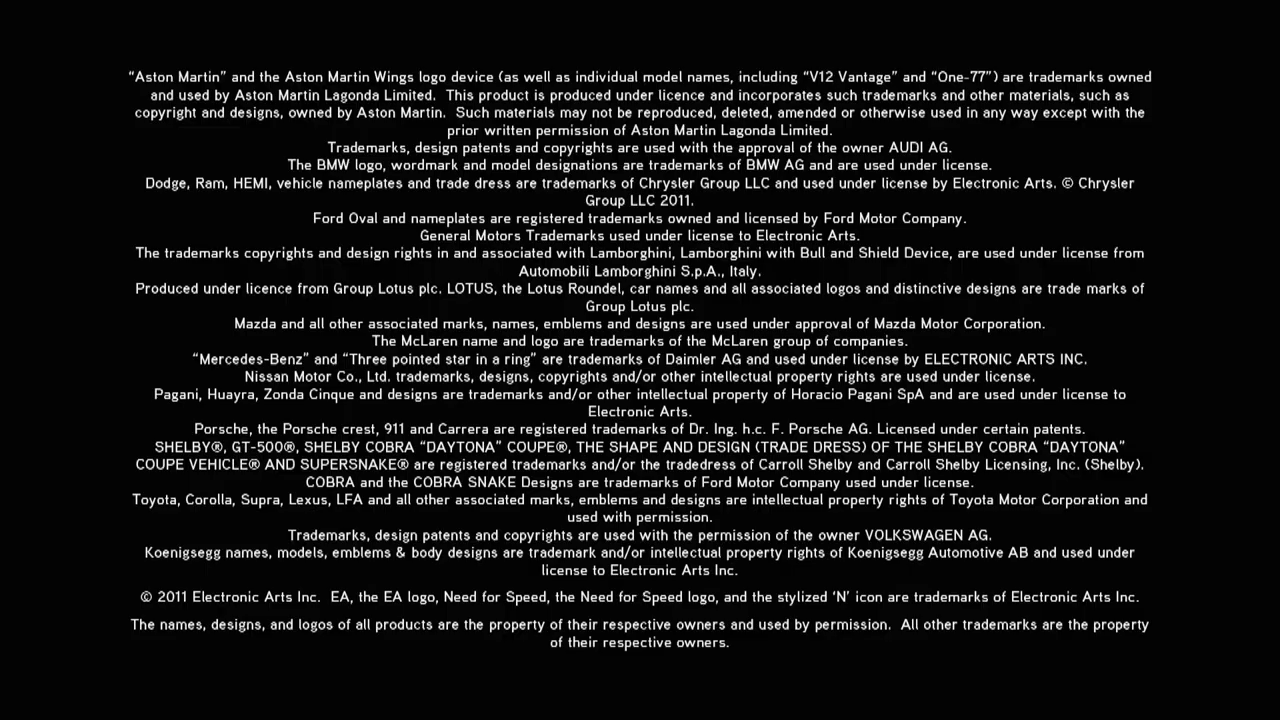 “Aston Martin” and the Aston Martin Wings logo device (as well as individual model names, including “V12 Vantage” and “One-77”) are trademarks owned
and used by Aston Martin Lagonda Limited.  This product is produced under licence and incorporates such trademarks and other materials, such as
copyright and designs, owned by Aston Martin.  Such materials may not be reproduced, deleted, amended or otherwise used in any way except with the
prior written permission of Aston Martin Lagonda Limited.
Trademarks, design patents and copyrights are used with the approval of the owner AUDI AG.
The BMW logo, wordmark and model designations are trademarks of BMW AG and are used under license.
Dodge, Ram, HEMI, vehicle nameplates and trade dress are trademarks of Chrysler Group LLC and used under license by Electronic Arts. © Chrysler
Group LLC 2011.
Ford Oval and nameplates are registered trademarks owned and licensed by Ford Motor Company.
General Motors Trademarks used under license to Electronic Arts.
The trademarks copyrights and design rights in and associated with Lamborghini, Lamborghini with Bull and Shield Device, are used under license from
Automobili Lamborghini S.p.A., Italy.
Produced under licence from Group Lotus plc. LOTUS, the Lotus Roundel, car names and all associated logos and distinctive designs are trade marks of
Group Lotus plc.
Mazda and all other associated marks, names, emblems and designs are used under approval of Mazda Motor Corporation.
The McLaren name and logo are trademarks of the McLaren group of companies.
“Mercedes-Benz” and “Three pointed star in a ring” are trademarks of Daimler AG and used under license by ELECTRONIC ARTS INC.
Nissan Motor Co., Ltd. trademarks, designs, copyrights and/or other intellectual property rights are used under license.
Pagani, Huayra, Zonda Cinque and designs are trademarks and/or other intellectual property of Horacio Pagani SpA and are used under license to
Electronic Arts.
Porsche, the Porsche crest, 911 and Carrera are registered trademarks of Dr. Ing. h.c. F. Porsche AG. Licensed under certain patents.
SHELBY®, GT-500®, SHELBY COBRA “DAYTONA” COUPE®, THE SHAPE AND DESIGN (TRADE DRESS) OF THE SHELBY COBRA “DAYTONA”
COUPE VEHICLE® AND SUPERSNAKE® are registered trademarks and/or the tradedress of Carroll Shelby and Carroll Shelby Licensing, Inc. (Shelby).
COBRA and the COBRA SNAKE Designs are trademarks of Ford Motor Company used under license.
Toyota, Corolla, Supra, Lexus, LFA and all other associated marks, emblems and designs are intellectual property rights of Toyota Motor Corporation and
used with permission.
Trademarks, design patents and copyrights are used with the permission of the owner VOLKSWAGEN AG.
Koenigsegg names, models, emblems & body designs are trademark and/or intellectual property rights of Koenigsegg Automotive AB and used under
license to Electronic Arts Inc.
© 2011 Electronic Arts Inc.  EA, the EA logo, Need for Speed, the Need for Speed logo, and the stylized ‘N’ icon are trademarks of Electronic Arts Inc.
The names, designs, and logos of all products are the property of their respective owners and used by permission.  All other trademarks are the property
of their respective owners.